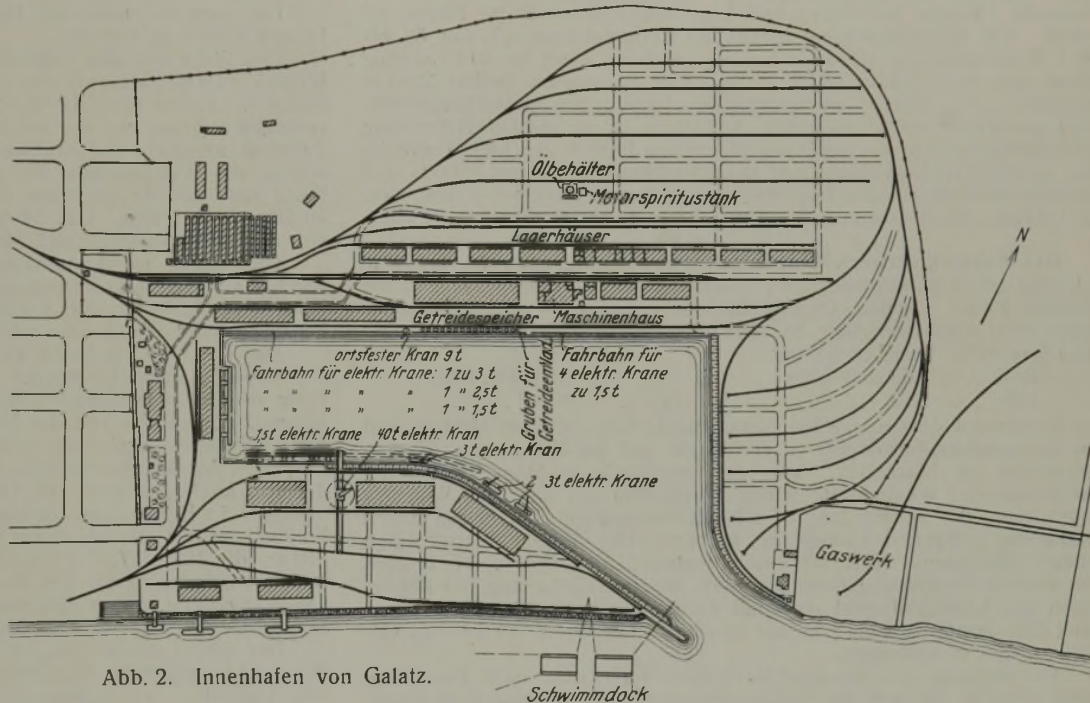 Ölbehälter
Motorspiritustank
Lagerhäuser
N
Getreidespeicher Maschinenhaus
ortsfester Kran 9t
Fahrbahn für elektr. Krane: 1 zu 3 t
" " " " " 1 " 2,5t
" " " " " 1 " 1,5t
Gruben für
Getreideeinlad.
Fahrbahn für
4 elektr. Krane
zu 1,5t
1,5t elektr. Krane
40t elektr. Kran
3t elektr. Kran
2 3t elektr. Krane
Gaswerk
Schwimmdock
Abb. 2. Innenhafen von Galatz.